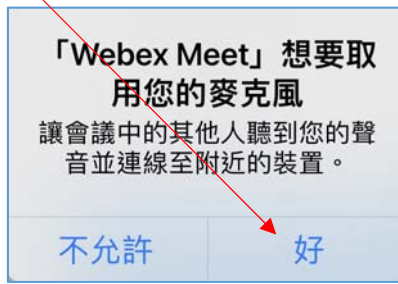 「Webex Meet」想要取
用您的麥克風
讓會議中的其他人聽到您的聲
音並連線至附近的裝置。
不允許
好